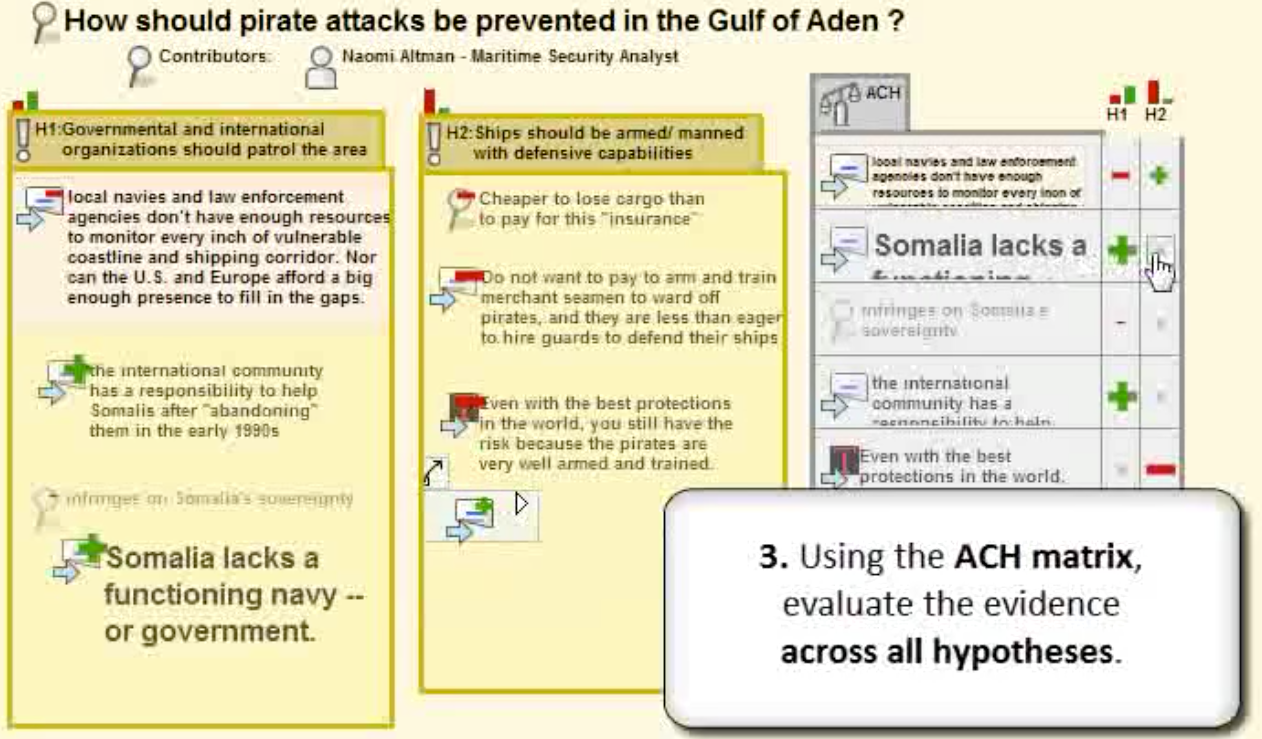 How should pirate attacks be prevented in the Gulf of Aden ?
Contributors:
Naomi Altman - Maritime Security Analyst
H1:Governmental and international
organizations should patrol the area
local navies and law enforcement
agencies don't have enough resources
to monitor every inch of vulnerable
coastline and shipping corridor. Nor
can the U.S. and Europe afford a big
enough presence to fill in the gaps.
the international community
has a responsibility to help
Somalis after "abandoning"
them in the early 1990s
infringes on Somalia's sovereignty
Somalia lacks a
functioning navy --
or government.
H2:Ships should be armed/ manned
with defensive capabilities
Cheaper to lose cargo than
to pay for this "insurance"
Do not want to pay to arm and train
merchant seamen to ward off
pirates, and they are less than eager
to hire guards to defend their ships
Even with the best protections
in the world, you still have the
risk because the pirates are
very well armed and trained.
ACH
H1 H2
local navies and law enforcement
agencies don't have enough
resources to monitor every inch of
Somalia lacks a
functioning
infringes on Somalia's
sovereignty
the international
community has a
responsibility to help
Even with the best
protections in the world,
3. Using the ACH matrix,
evaluate the evidence
across all hypotheses.